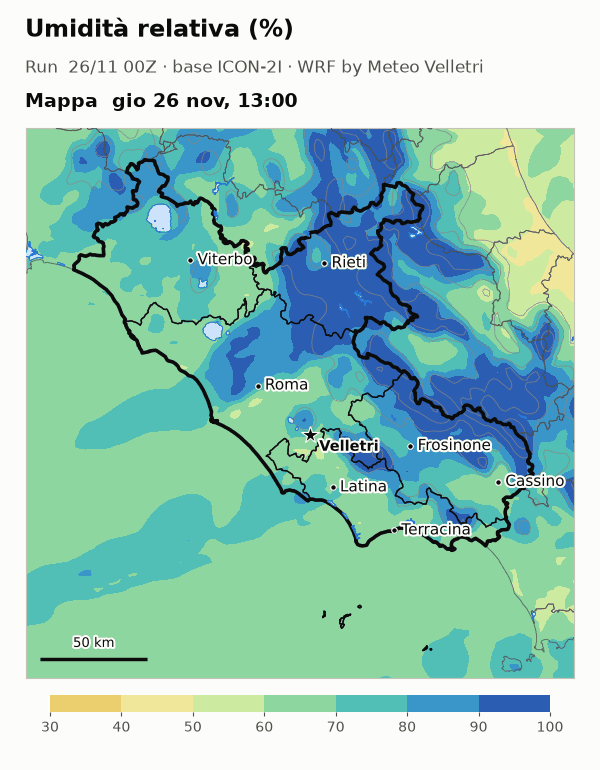 Umidità relativa (%)
Run  26/11 00Z · base ICON-2I · WRF by Meteo Velletri
Mappa  gio 26 nov, 13:00
Viterbo
Rieti
Roma
Velletri
Frosinone
Cassino
Latina
Terracina
50 km
30 40 50 60 70 80 90 100